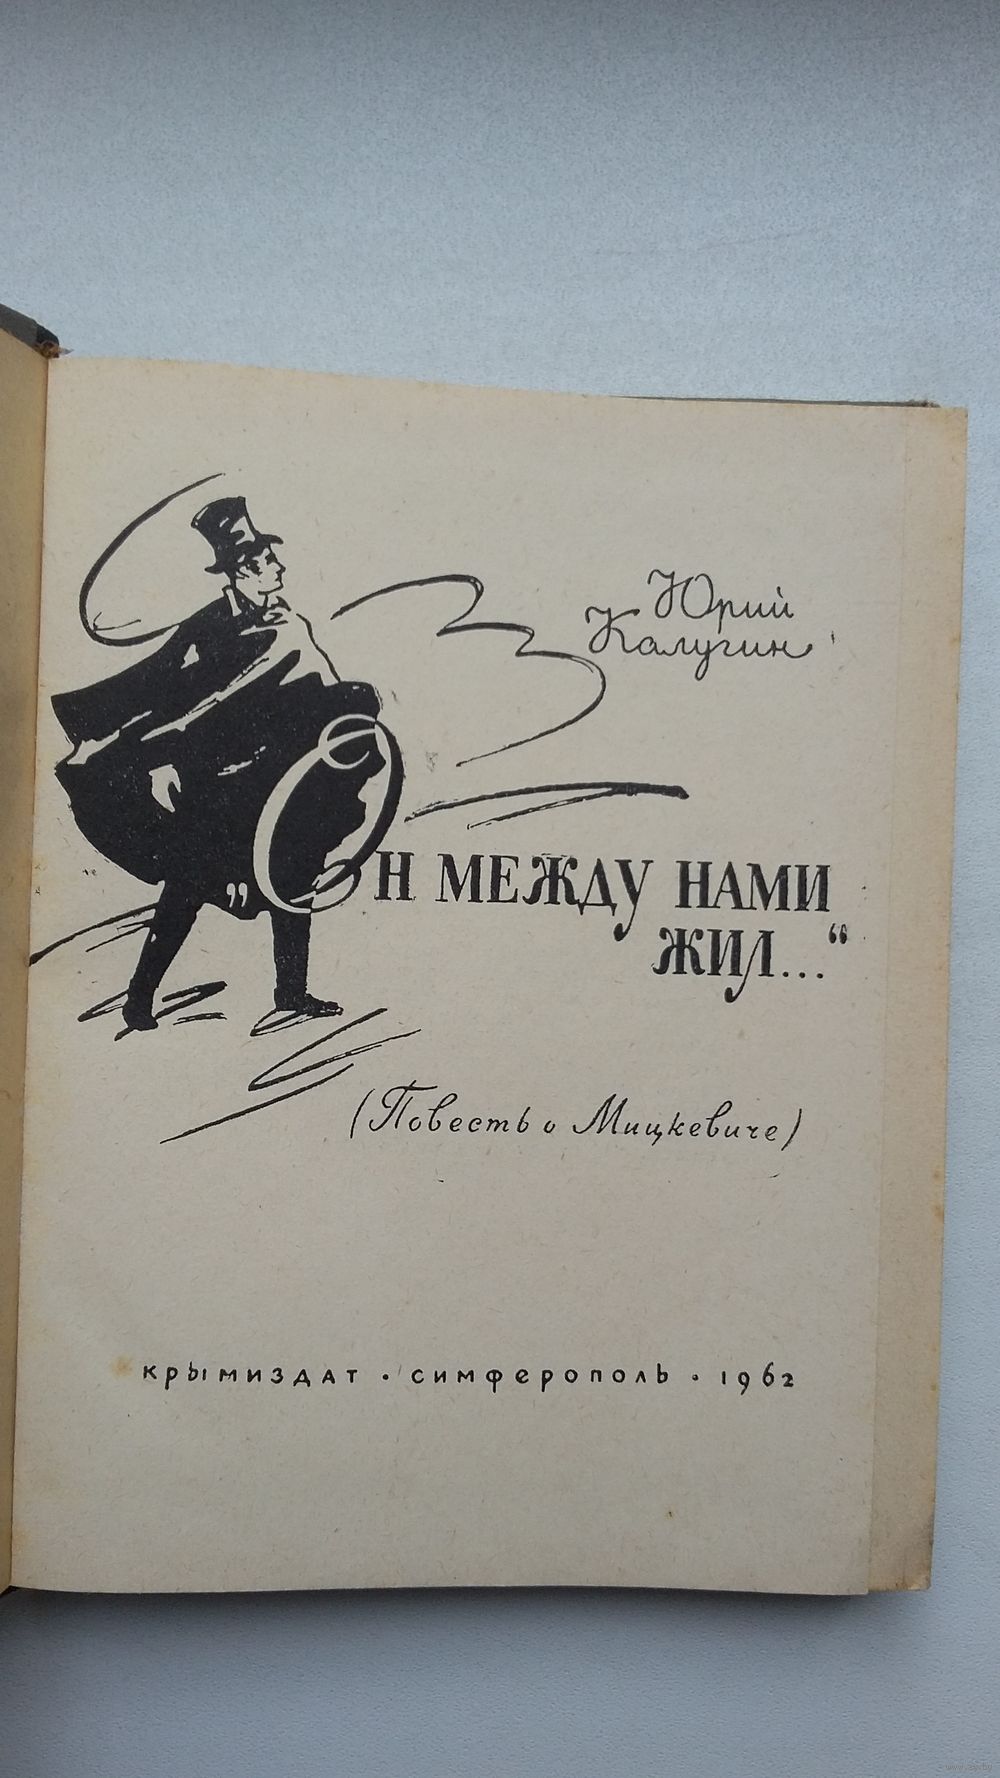 Юрий
Калугин
„Он между нами
жил...“
(Повесть о Мицкевиче)
крымиздат · симферополь · 1962